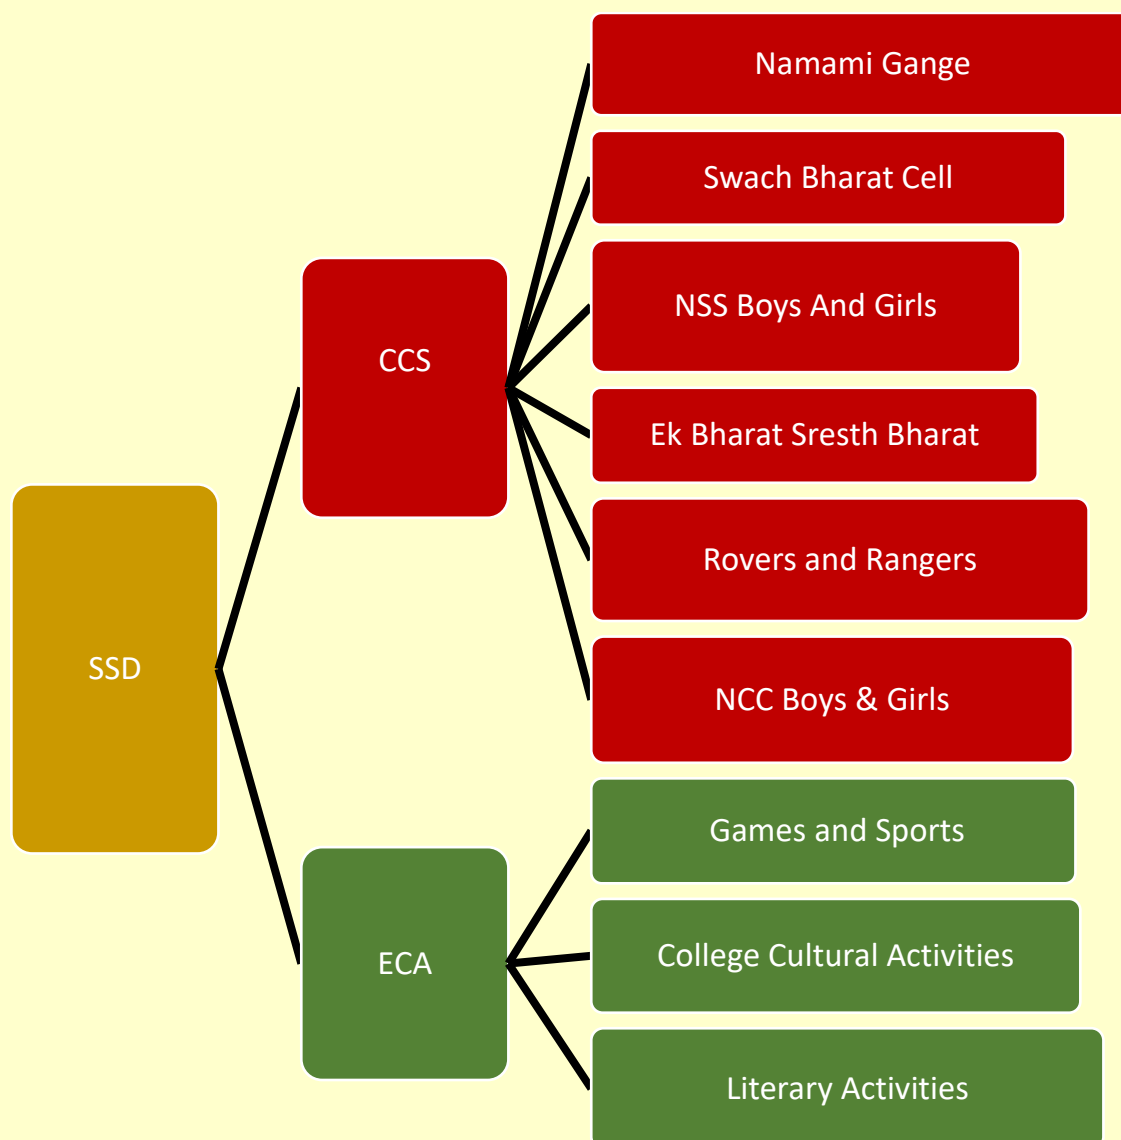 SSD
CCS
Namami Gange
Swach Bharat Cell
NSS Boys And Girls
Ek Bharat Sresth Bharat
Rovers and Rangers
NCC Boys & Girls
ECA
Games and Sports
College Cultural Activities
Literary Activities